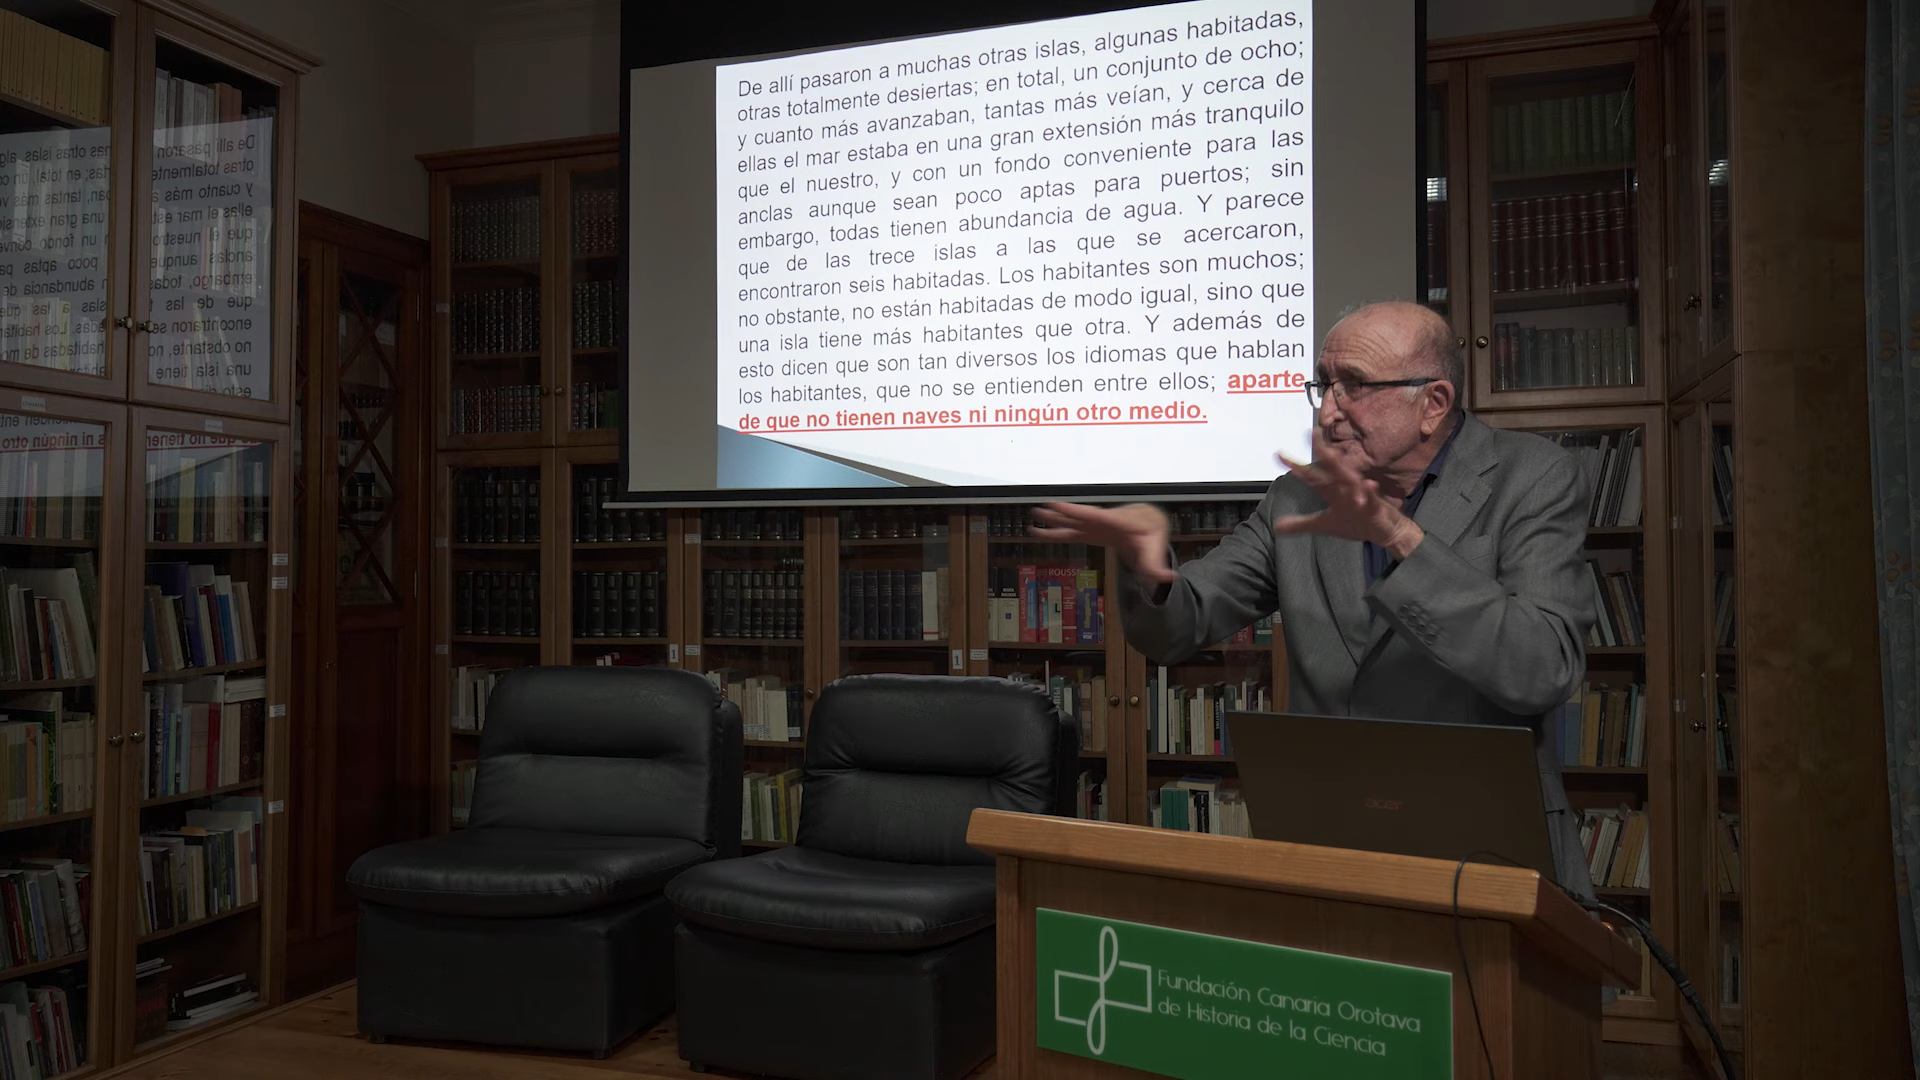 De allí pasaron a muchas otras islas, algunas habitadas,
otras totalmente desiertas; en total, un conjunto de ocho;
y cuanto más avanzaban, tantas más veían, y cerca de
ellas el mar estaba en una gran extensión más tranquilo
que el nuestro, y con un fondo conveniente para las
anclas aunque sean poco aptas para puertos; sin
embargo, todas tienen abundancia de agua. Y parece
que de las trece islas a las que se acercaron,
encontraron seis habitadas. Los habitantes son muchos;
no obstante, no están habitadas de modo igual, sino que
una isla tiene más habitantes que otra. Y además de
esto dicen que son tan diversos los idiomas que hablan
los habitantes, que no se entienden entre ellos; aparte
de que no tienen naves ni ningún otro medio.
1
1
acer
Fundación Canaria Orotava
de Historia de la Ciencia